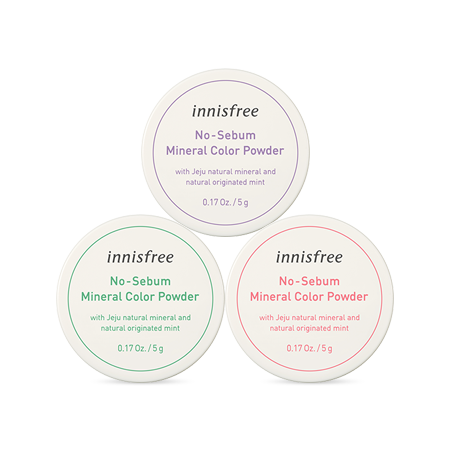 innisfree
No-Sebum
Mineral Color Powder
with Jeju natural mineral and
natural originated mint
0.17 Oz. / 5 g
innisfree
No-Sebum
Mineral Color Powder
with Jeju natural mineral and
natural originated mint
0.17 Oz. / 5 g
innisfree
No-Sebum
Mineral Color Powder
with Jeju natural mineral and
natural originated mint
0.17 Oz. / 5 g